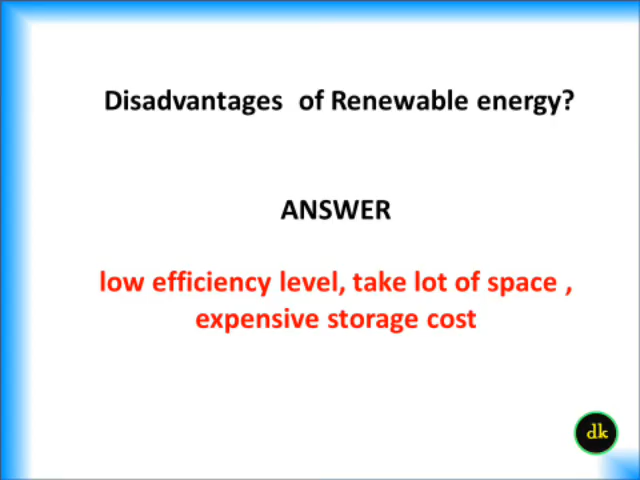 Disadvantages of Renewable energy?
ANSWER
low efficiency level, take lot of space ,
expensive storage cost
dk